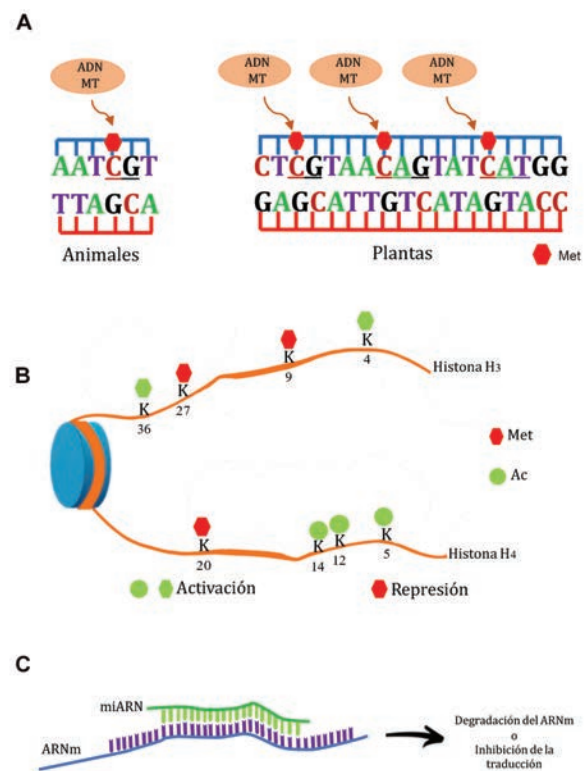 A
ADN
MT
ADN
MT
ADN
MT
ADN
MT
AATCGT
TTAGCA
Animales
CTCGTAACAGTATCATGG
GAGCATTGTCATAGTACC
Plantas
Met
B
K
36
K
27
K
9
K
4
Histona H3
Met
Ac
K
20
K
14
K
12
K
5
Histona H4
Activación
Represión
C
miARN
ARNm
Degradación del ARNm
o
Inhibición de la
traducción